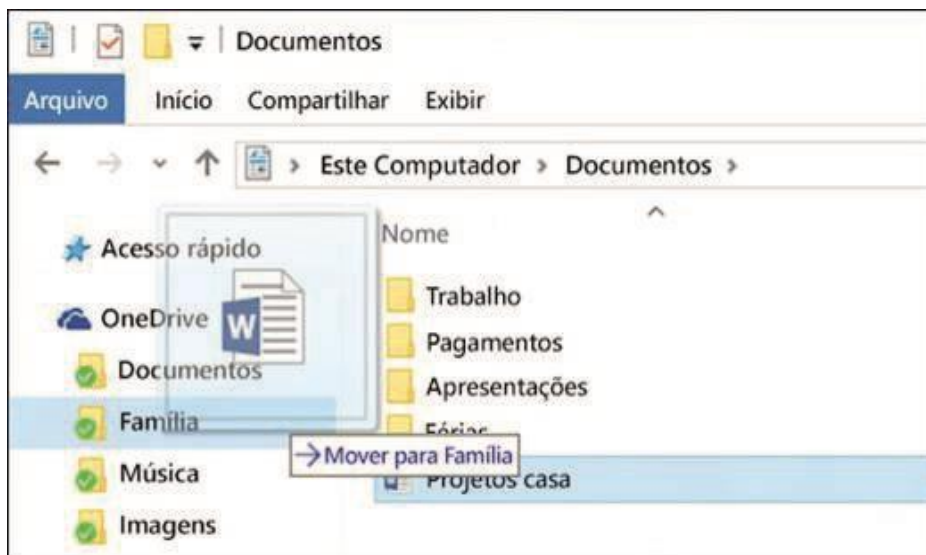 Documentos
Arquivo Início Compartilhar Exibir
Este Computador > Documentos >
Acesso rápido
OneDrive
Documentos
Família
Música
Imagens
Nome
Trabalho
Pagamentos
Apresentações
Férias
→Mover para Família
Projetos casa
W